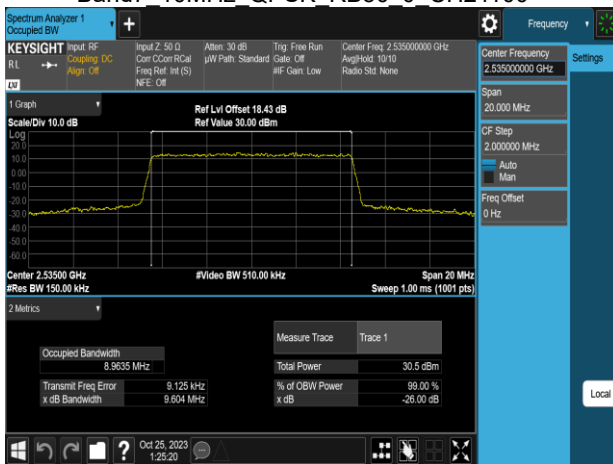 Spectrum Analyzer 1
Occupied BW
+
Frequency
KEYSIGHT
RL
Input: RF
Coupling: DC
Align: Off
Input Z: 50 Ω
Corr CCorr RCal
Freq Ref: Int (S)
NFE: Off
Atten: 30 dB
µW Path: Standard
Trig: Free Run
Gate: Off
#IF Gain: Low
Center Freq: 2.535000000 GHz
Avg|Hold: 10/10
Radio Std: None
Center Frequency
2.535000000 GHz
Settings
Span
20.000 MHz
CF Step
2.000000 MHz
Auto
Man
Freq Offset
0 Hz
Local
1 Graph
Scale/Div 10.0 dB
Ref Lvl Offset 18.43 dB
Ref Value 30.00 dBm
Log
20.0
10.0
0.00
-10.0
-20.0
-30.0
-40.0
-50.0
-60.0
Center 2.53500 GHz
#Res BW 150.00 kHz
#Video BW 510.00 kHz
Span 20 MHz
Sweep 1.00 ms (1001 pts)
2 Metrics
Measure Trace Trace 1
Occupied Bandwidth
8.9635 MHz
Total Power 30.5 dBm
Transmit Freq Error 9.125 kHz
% of OBW Power 99.00 %
x dB Bandwidth 9.604 MHz
x dB -26.00 dB
?
Oct 25, 2023
1:25:20